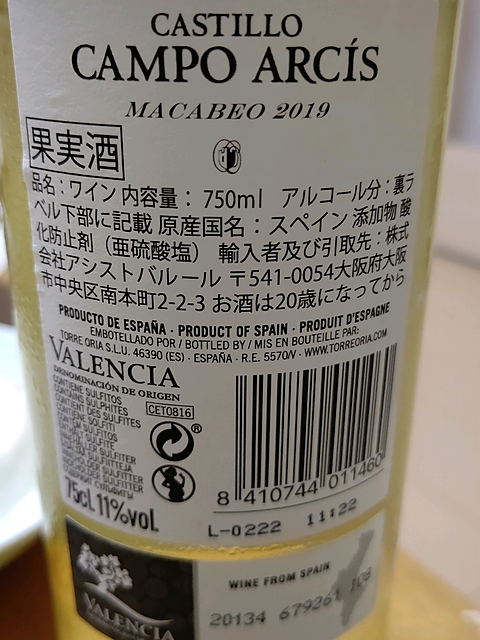 CASTILLO
CAMPO ARCÍS
MACABEO 2019
果実酒
品名：ワイン 内容量： 750ml アルコール分：裏ラ
ベル下部に記載 原産国名：スペイン 添加物 酸
化防止剤（亜硫酸塩） 輸入者及び引取先：株式
会社アシストバルール 〒541-0054大阪府大阪
市中央区南本町2-2-3 お酒は20歳になってから
PRODUCTO DE ESPAÑA · PRODUCT OF SPAIN · PRODUIT D'ESPAGNE
EMBOTELLADO POR / BOTTLED BY / MIS EN BOUTEILLE PAR:
TORRE ORIA S.L.U. 46390 (ES) · ESPAÑA · R.E. 5570/V · WWW.TORREORIA.COM
VALENCIA
DENOMINACIÓN DE ORIGEN
CET0816
CONTIENE SULFITOS
CONTAINS SULPHITES
CONTIENT DES SULFITES
®
75cL 11%vol.
8 410744 011460
L-0222 11:22
VALENCIA
WINE FROM SPAIN
20134 679261 108